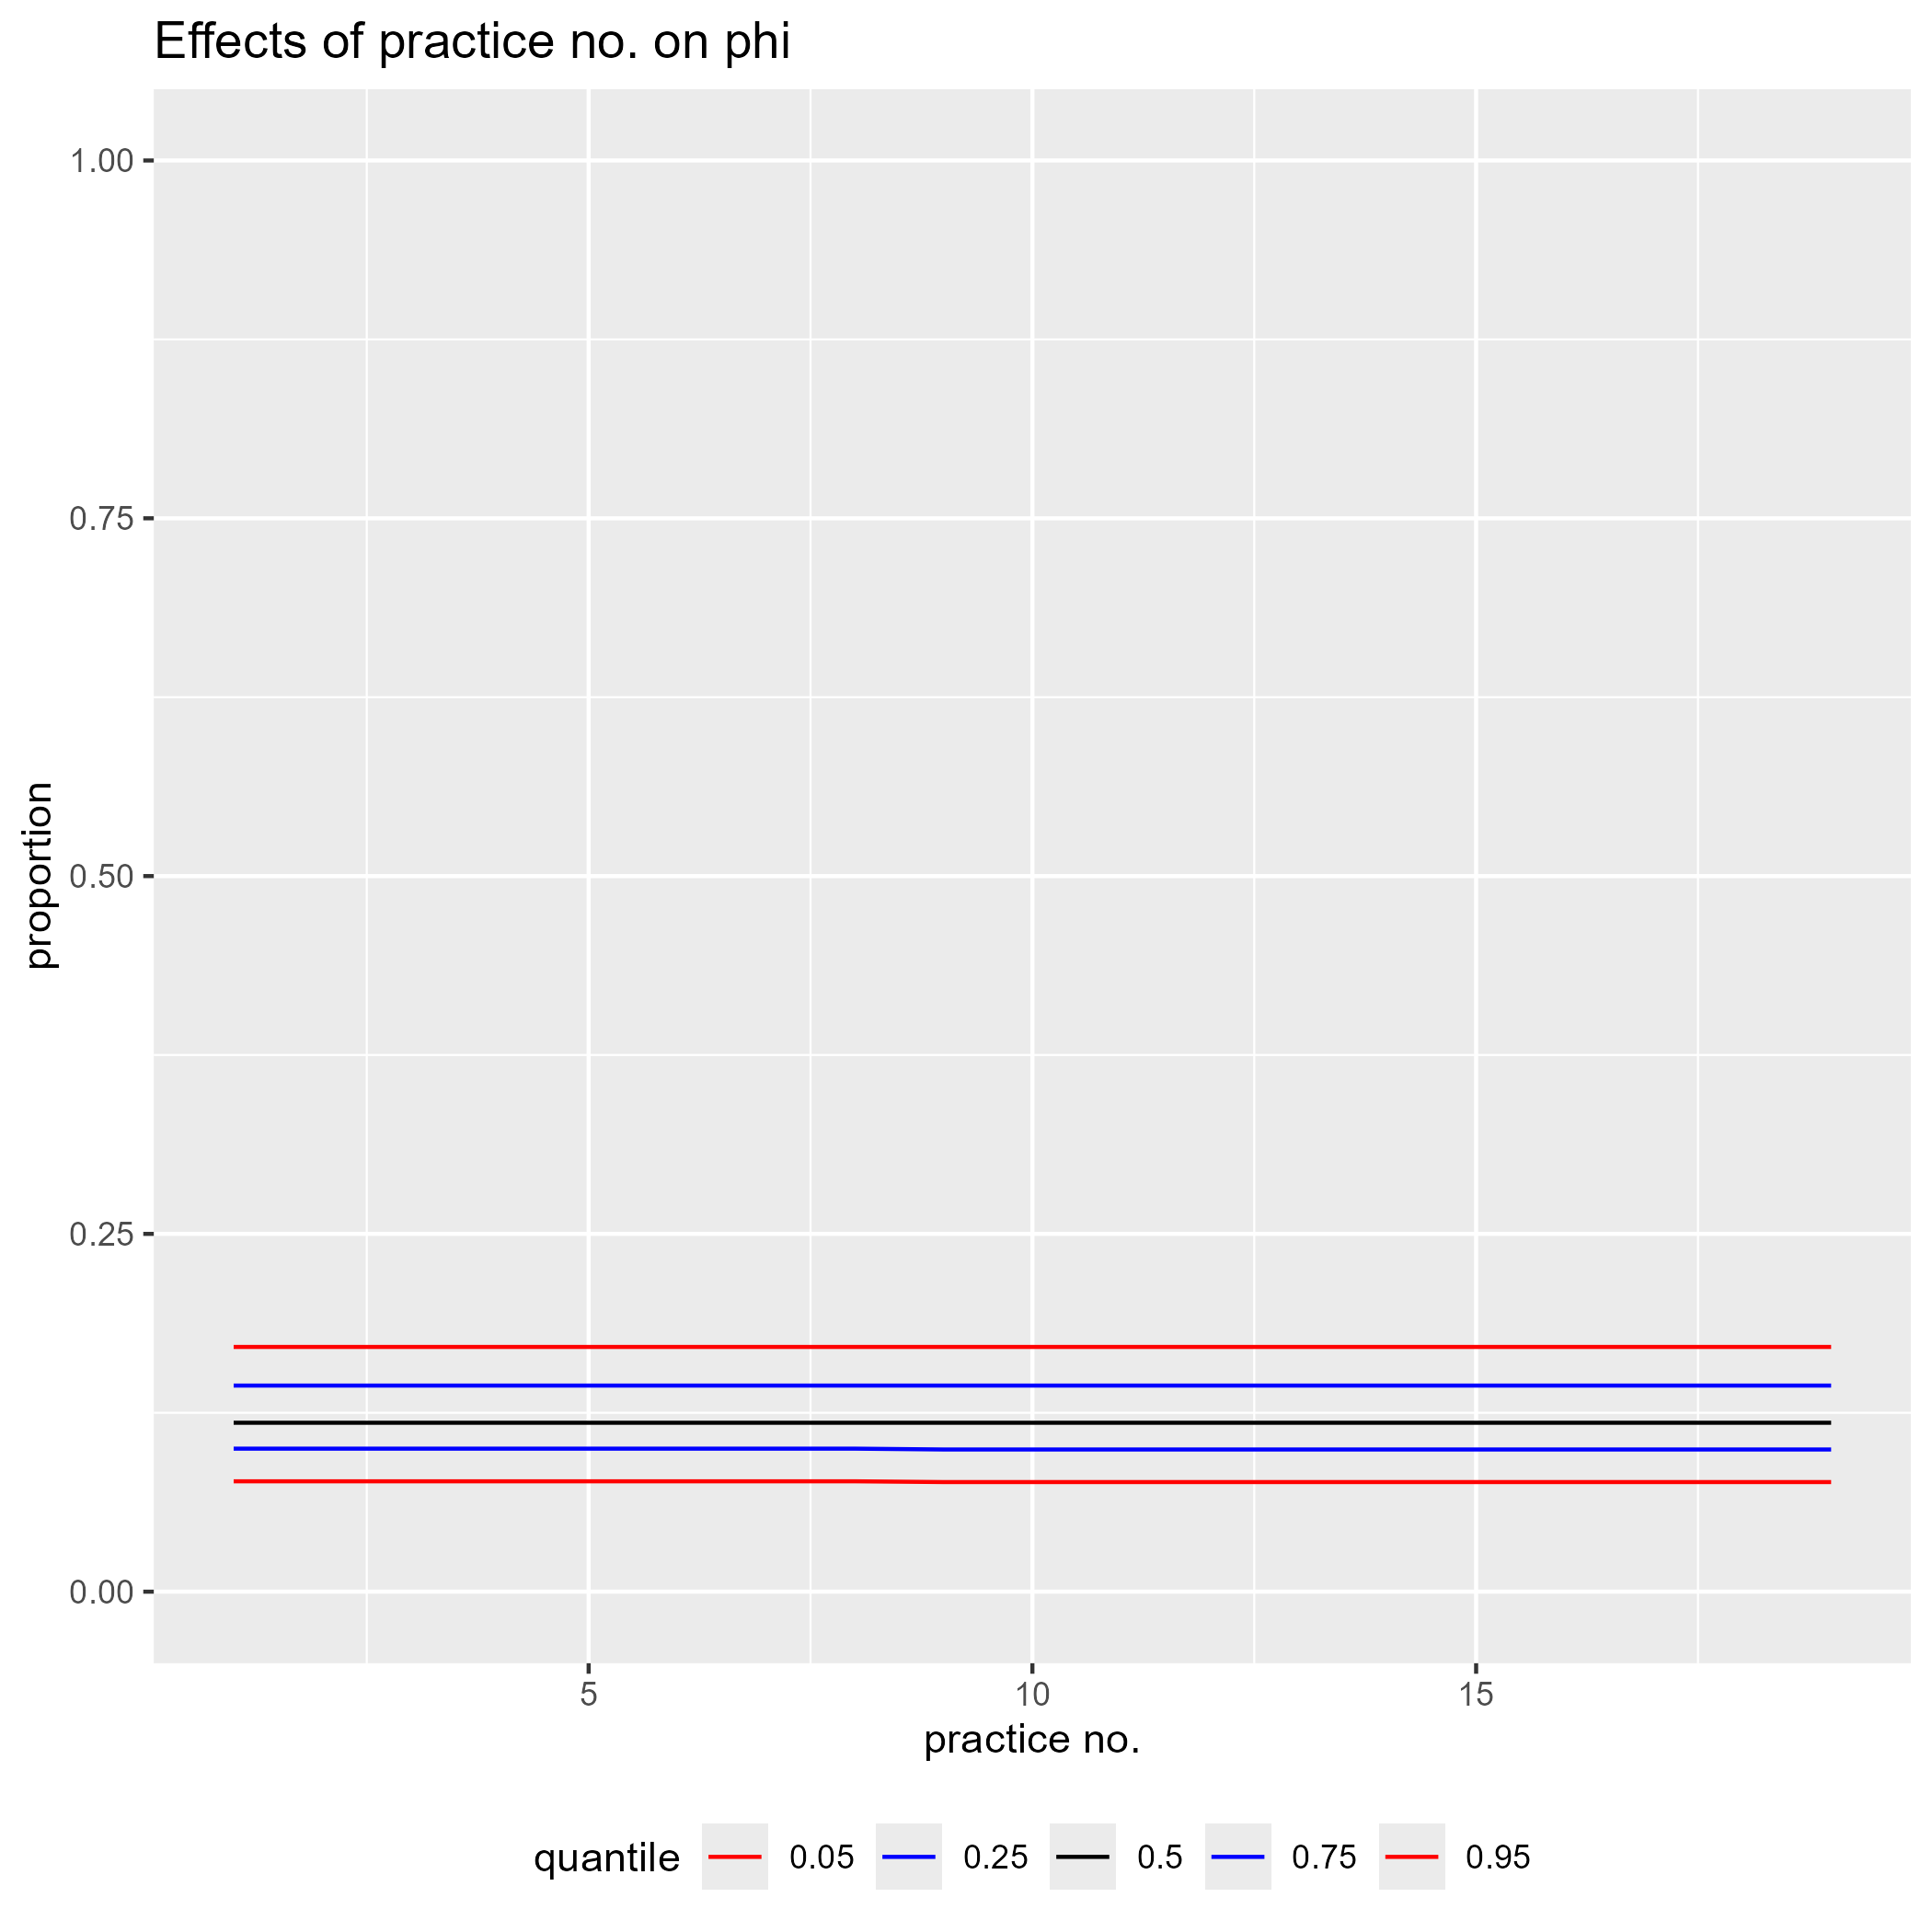 Effects of practice no. on phi
1.00
0.75
0.50
0.25
0.00
proportion
5 10 15
practice no.
quantile 0.05 0.25 0.5 0.75 0.95